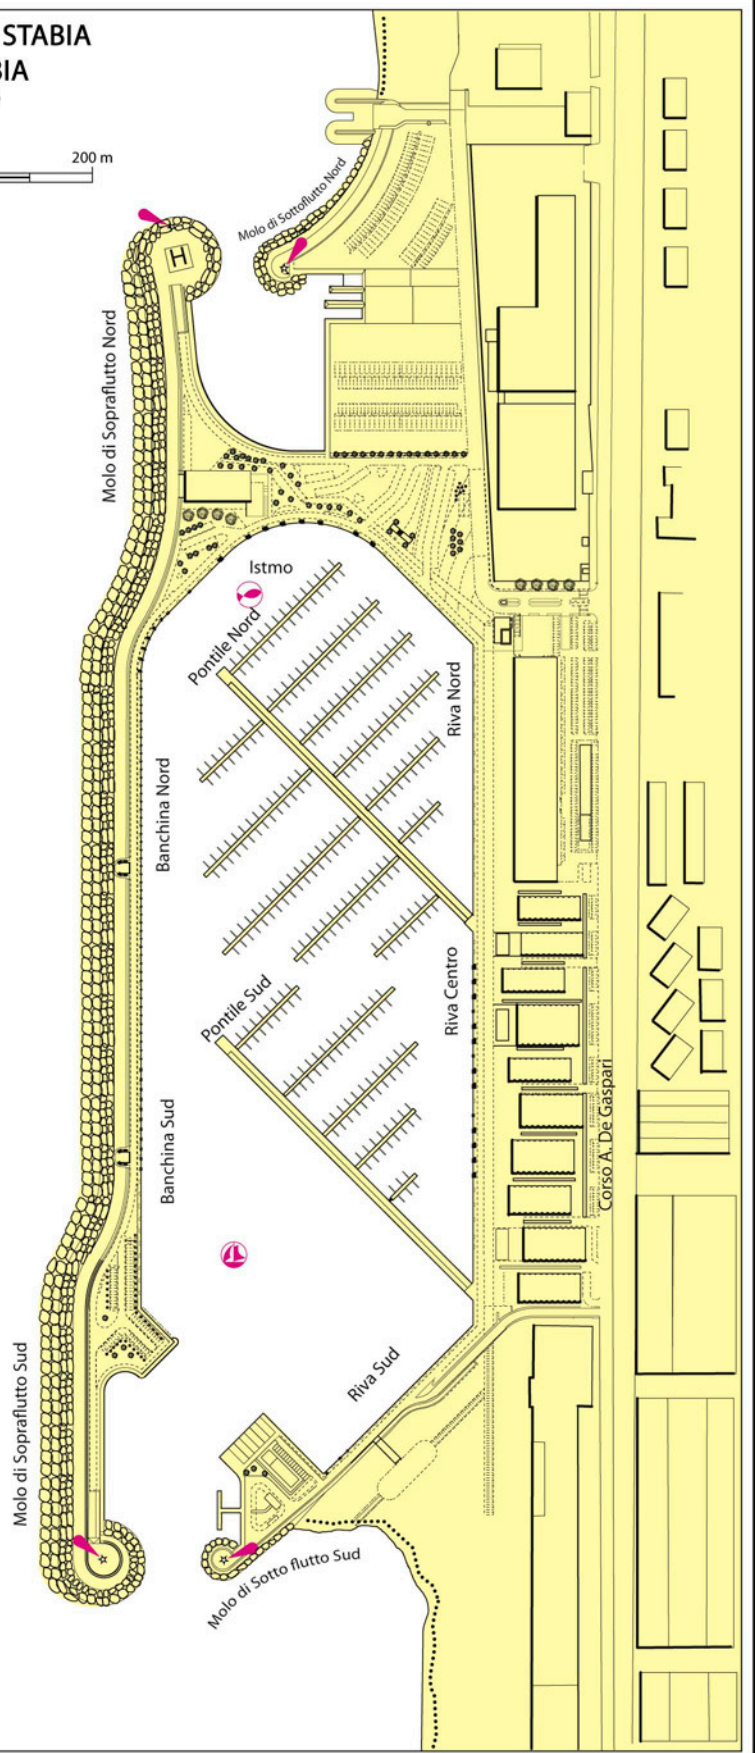 STABIA
BIA
200 m
Molo di Sottoflutto Nord
H
Molo di Sopraflutto Nord
Istmo
Pontile Nord
Riva Nord
Banchina Nord
Pontile Sud
Riva Centro
Corso A. De Gaspari
Banchina Sud
Riva Sud
Molo di Sopraflutto Sud
Molo di Sotto flutto Sud